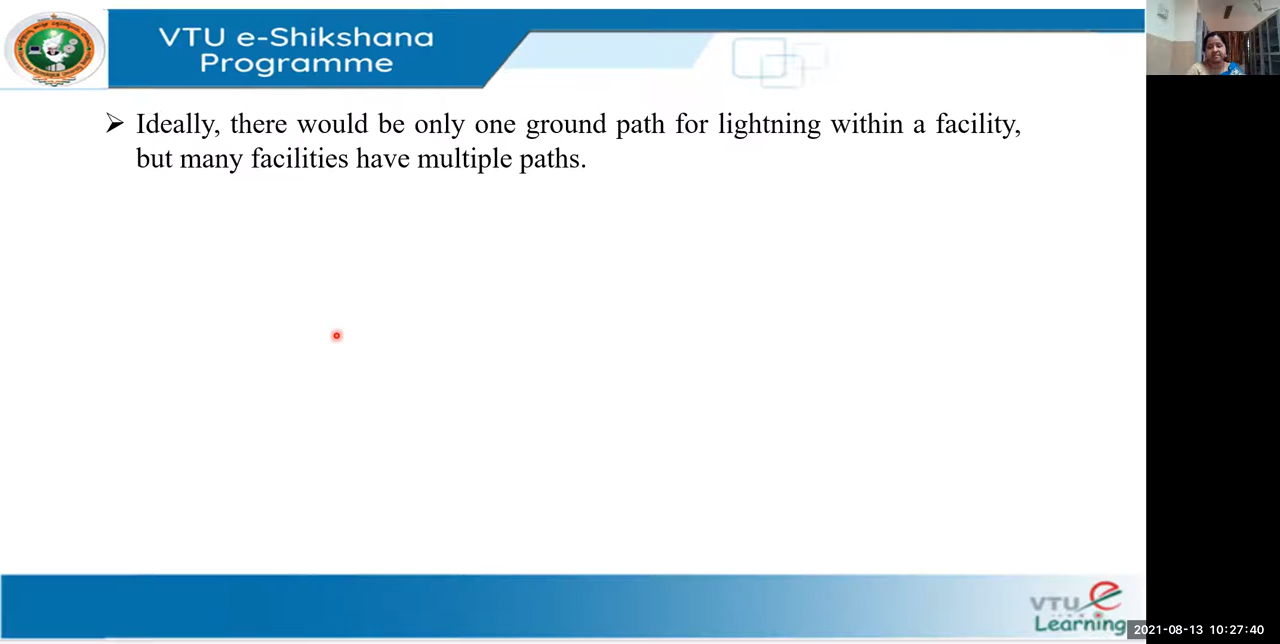 VTU e-Shikshana
Programme
➢ Ideally, there would be only one ground path for lightning within a facility,
but many facilities have multiple paths.
VTU e
Learning
2021-08-13 10:27:40